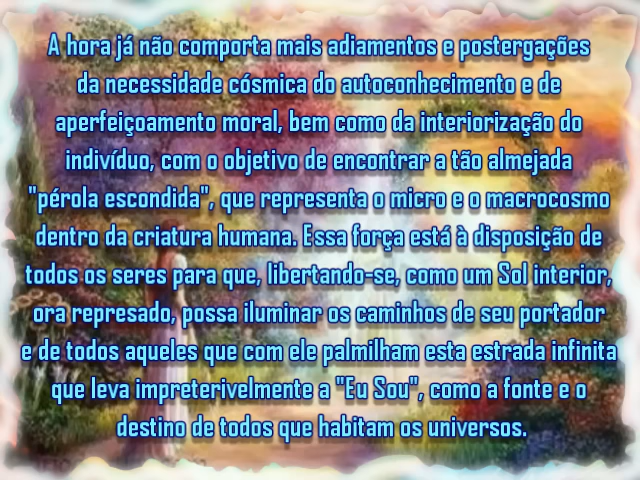 A hora já não comporta mais adiamentos e postergações
da necessidade cósmica do autoconhecimento e de
aperfeiçoamento moral, bem como da interiorização do
indivíduo, com o objetivo de encontrar a tão almejada
"pérola escondida", que representa o micro e o macrocosmo
dentro da criatura humana. Essa força está à disposição de
todos os seres para que, libertando-se, como um Sol interior,
ora represado, possa iluminar os caminhos de seu portador
e de todos aqueles que com ele palmilham esta estrada infinita
que leva impreterivelmente a "Eu Sou", como a fonte e o
destino de todos que habitam os universos.